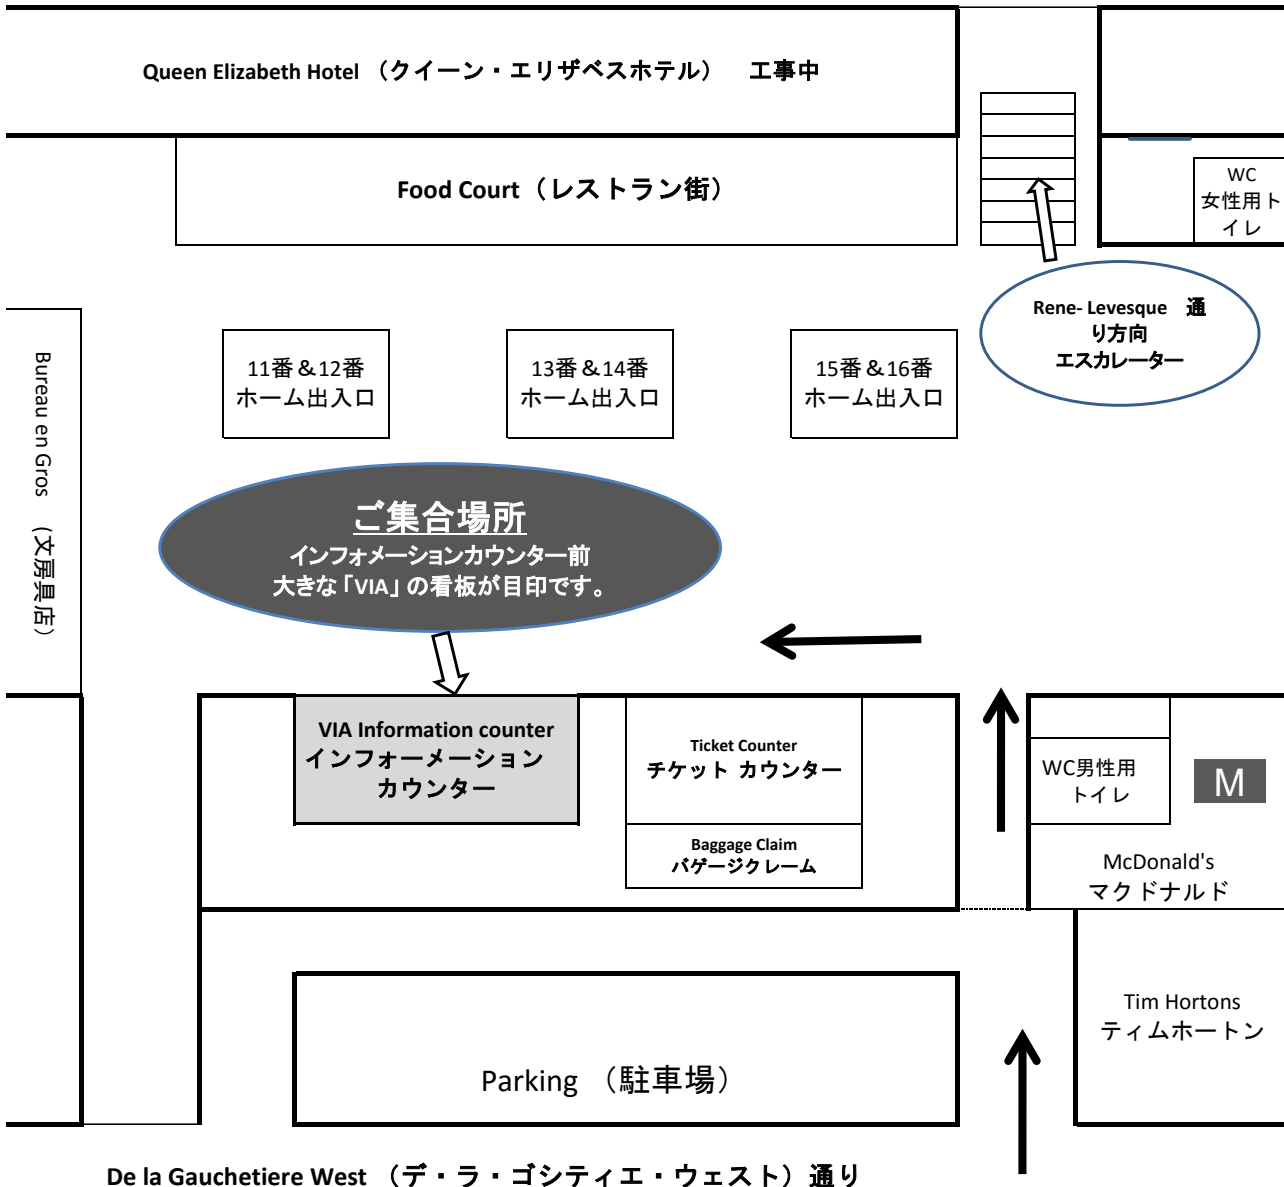 Queen Elizabeth Hotel （クイーン・エリザベスホテル）　工事中
Food Court（レストラン街）
WC
女性用ト
イレ
Rene- Levesque　通
り方向
エスカレーター
11番＆12番
ホーム出入口
13番＆14番
ホーム出入口
15番＆16番
ホーム出入口
Bureau en Gros　（文房具店）
ご集合場所
インフォメーションカウンター前
大きな「VIA」の看板が目印です。
VIA Information counter
インフォーメーション
カウンター
Ticket Counter
チケット カウンター
Baggage Claim
バゲージクレーム
WC男性用
トイレ
M
McDonald's
マクドナルド
Tim Hortons
ティムホートン
Parking （駐車場）
De la Gauchetiere West （デ・ラ・ゴシティエ・ウェスト）通り